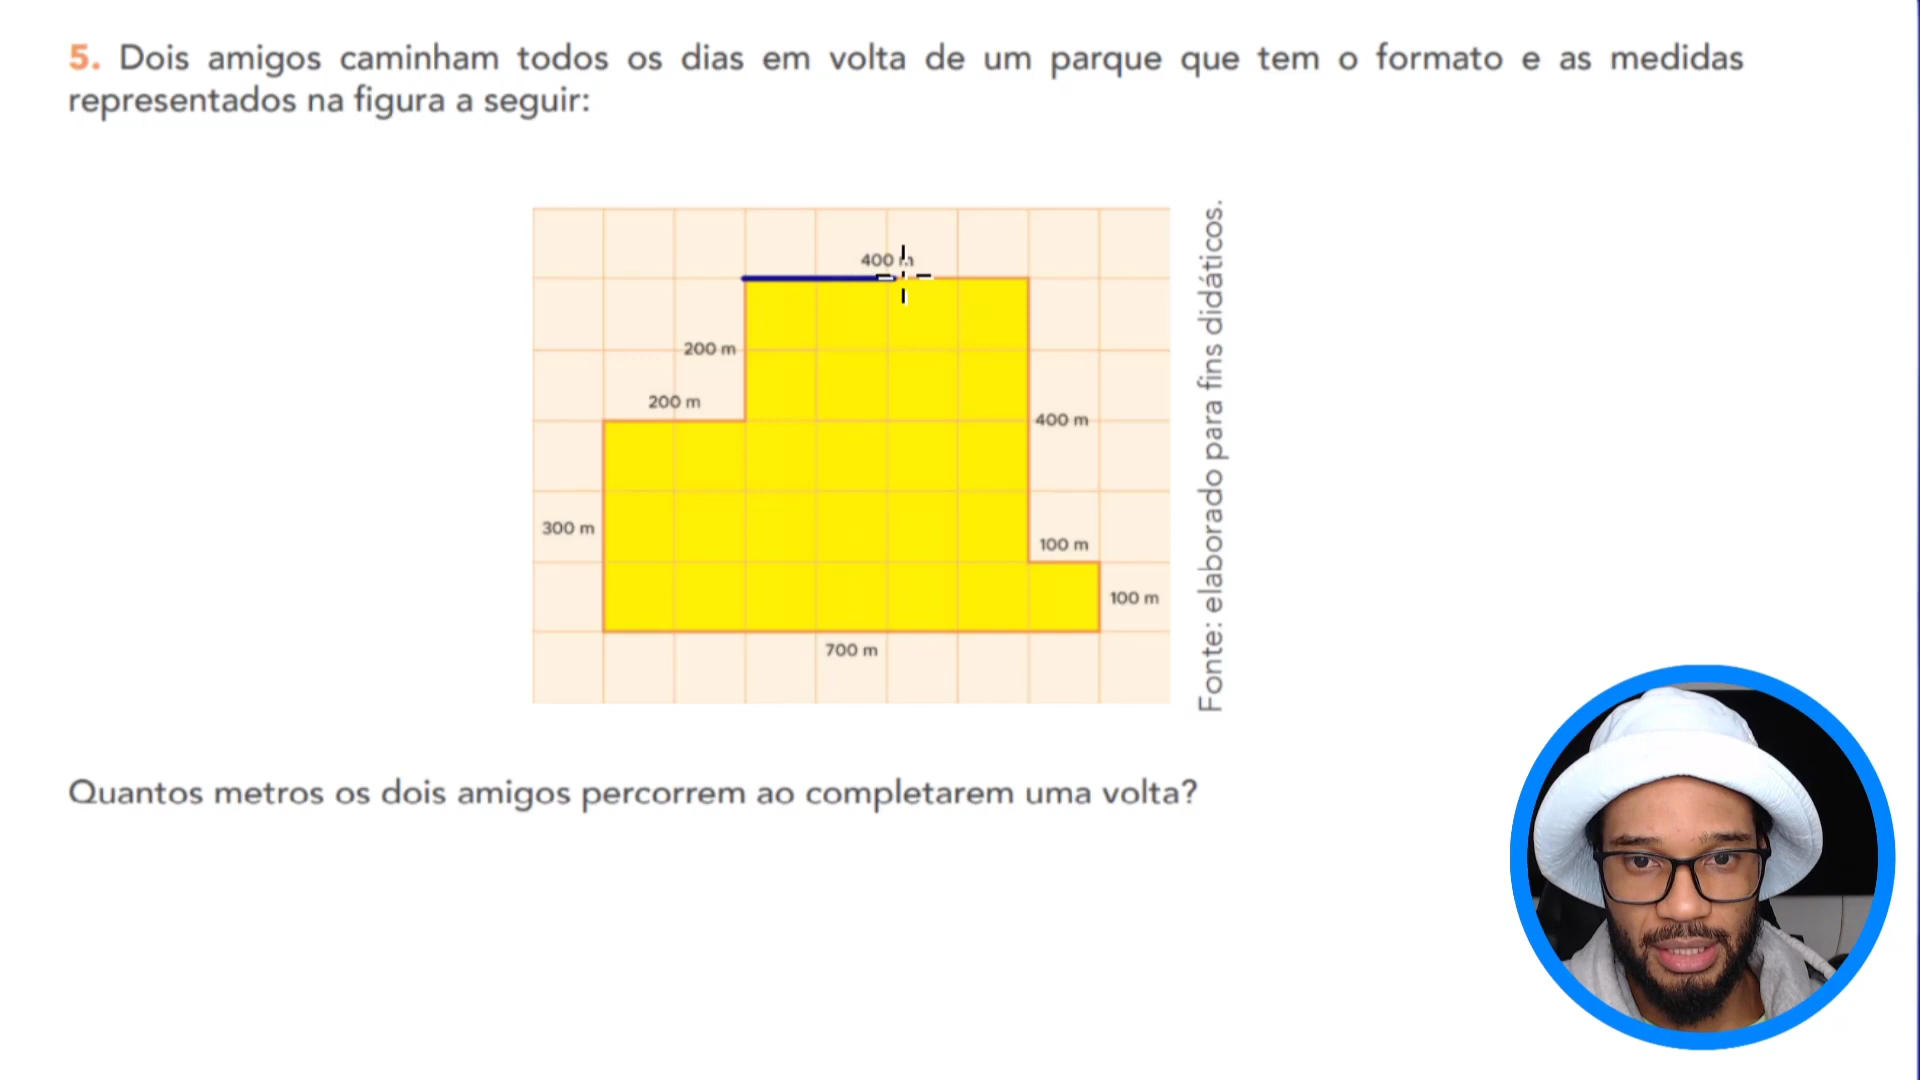 5. Dois amigos caminham todos os dias em volta de um parque que tem o formato e as medidas
representados na figura a seguir:
400 m
200 m
200 m
400 m
300 m
100 m
100 m
700 m
Fonte: elaborado para fins didáticos.
Quantos metros os dois amigos percorrem ao completarem uma volta?